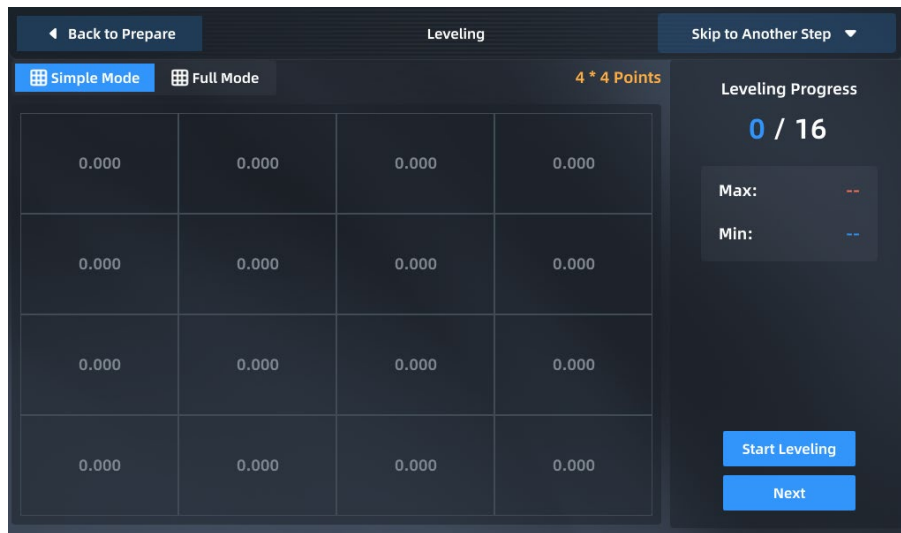 Back to Prepare
Leveling
Skip to Another Step
Simple Mode
Full Mode
4 * 4 Points
0.000 0.000 0.000 0.000
0.000 0.000 0.000 0.000
0.000 0.000 0.000 0.000
0.000 0.000 0.000 0.000
Leveling Progress
0 / 16
Max: --
Min: --
Start Leveling
Next